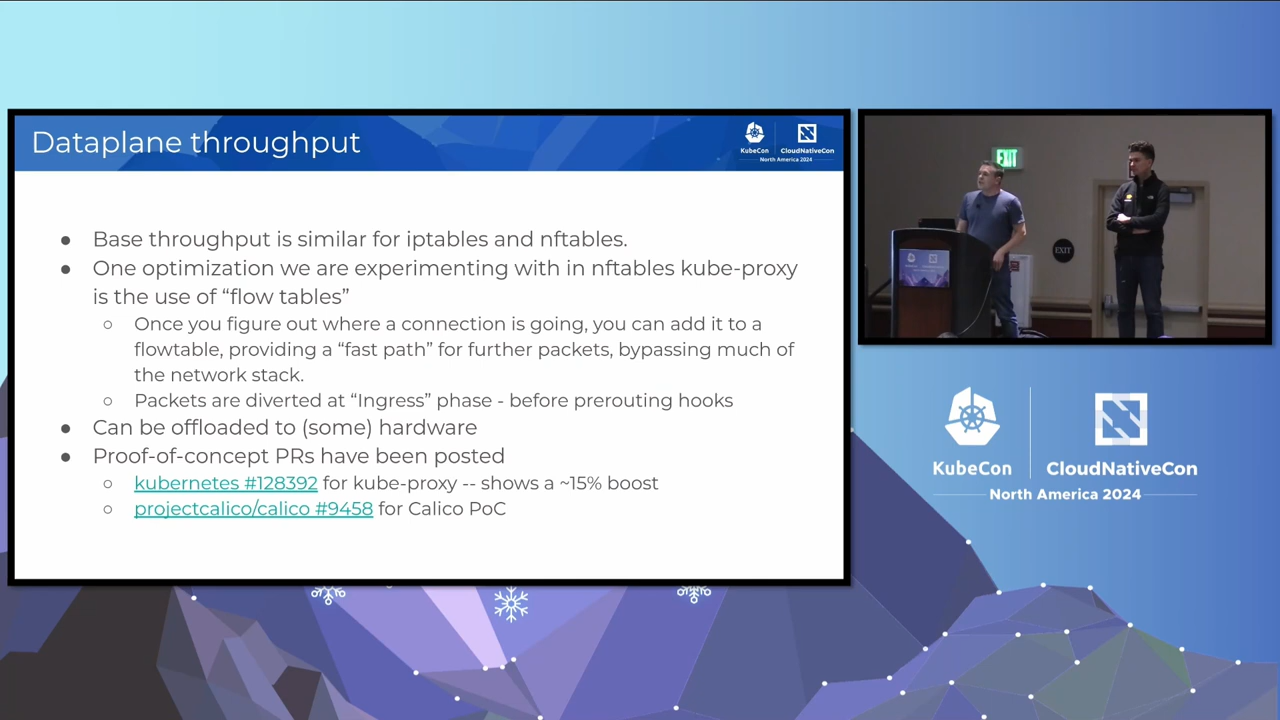 Dataplane throughput
KubeCon
CloudNativeCon
North America 2024
● Base throughput is similar for iptables and nftables.
● One optimization we are experimenting with in nftables kube-proxy
is the use of “flow tables”
○ Once you figure out where a connection is going, you can add it to a
flowtable, providing a “fast path” for further packets, bypassing much of
the network stack.
○ Packets are diverted at “Ingress” phase - before prerouting hooks
● Can be offloaded to (some) hardware
● Proof-of-concept PRs have been posted
○ kubernetes #128392 for kube-proxy -- shows a ~15% boost
○ projectcalico/calico #9458 for Calico PoC
EXIT
EXIT
KubeCon
CloudNativeCon
North America 2024